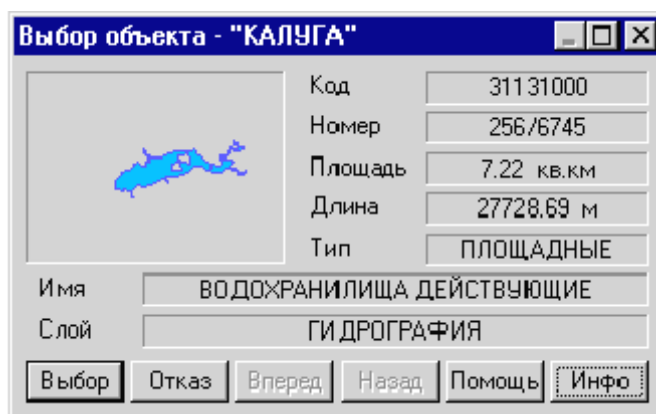 Выбор объекта - "КАЛУГА"
Код 31131000
Номер 256/6745
Площадь 7.22 кв.км
Длина 27728.69 м
Тип ПЛОЩАДНЫЕ
Имя ВОДОХРАНИЛИЩА ДЕЙСТВУЮЩИЕ
Слой ГИДРОГРАФИЯ
Выбор Отказ Вперед Назад Помощь Инфо